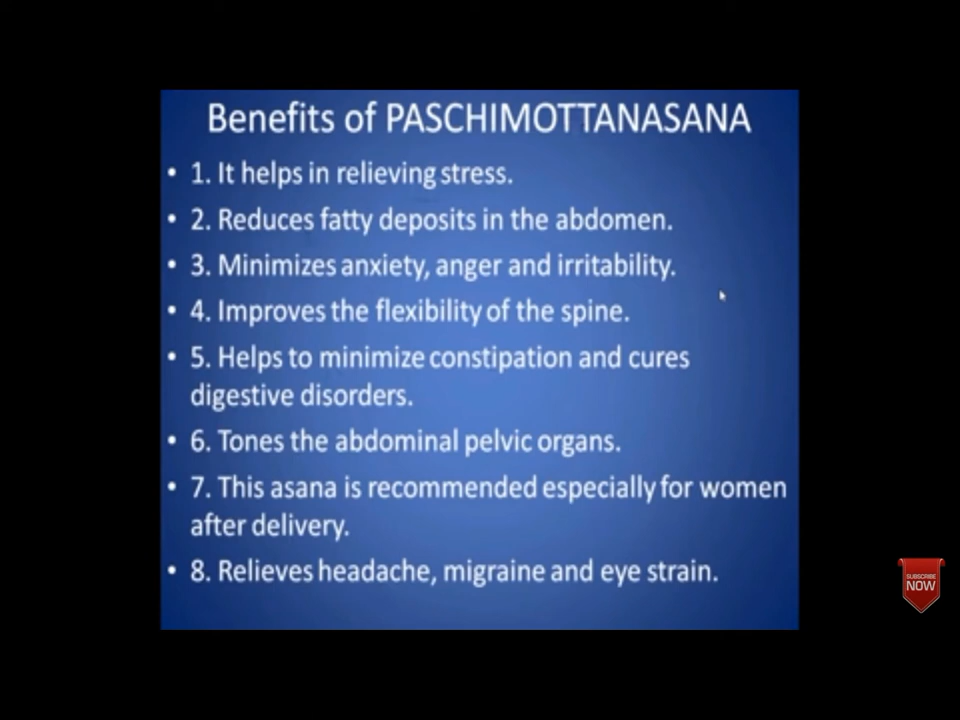 Benefits of PASCHIMOTTANASANA
• 1. It helps in relieving stress.
• 2. Reduces fatty deposits in the abdomen.
• 3. Minimizes anxiety, anger and irritability.
• 4. Improves the flexibility of the spine.
• 5. Helps to minimize constipation and cures
digestive disorders.
• 6. Tones the abdominal pelvic organs.
• 7. This asana is recommended especially for women
after delivery.
• 8. Relieves headache, migraine and eye strain.
SUBSCRIBE
NOW